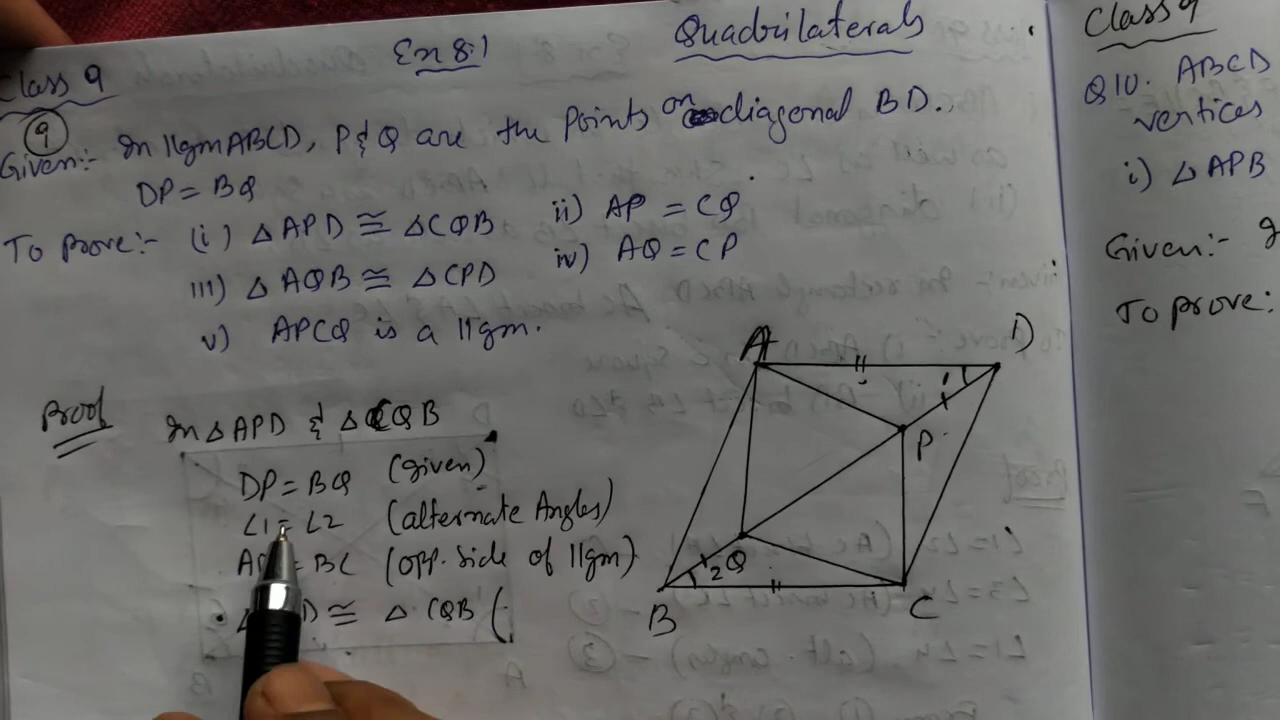 Class 9
Ex 8.1
Quadrilaterals
9
Given:- In ||gm ABCD, P & Q are the points on diagonal BD.
DP = BQ
To prove:- (i) △APD ≅ △CQB ii) AP = CQ
iii) △AQB ≅ △CPD iv) AQ = CP
v) APCQ is a ||gm.
Proof
In △APD & △CQB
DP = BQ (given)
∠1 = ∠2 (alternate Angles)
= BC (opp. side of ||gm)
≅ △CQB (
A
D
1
P
Q
2
B
C
Class 9
Q10. ABCD
vertices
i) △APB
Given:-
To prove: